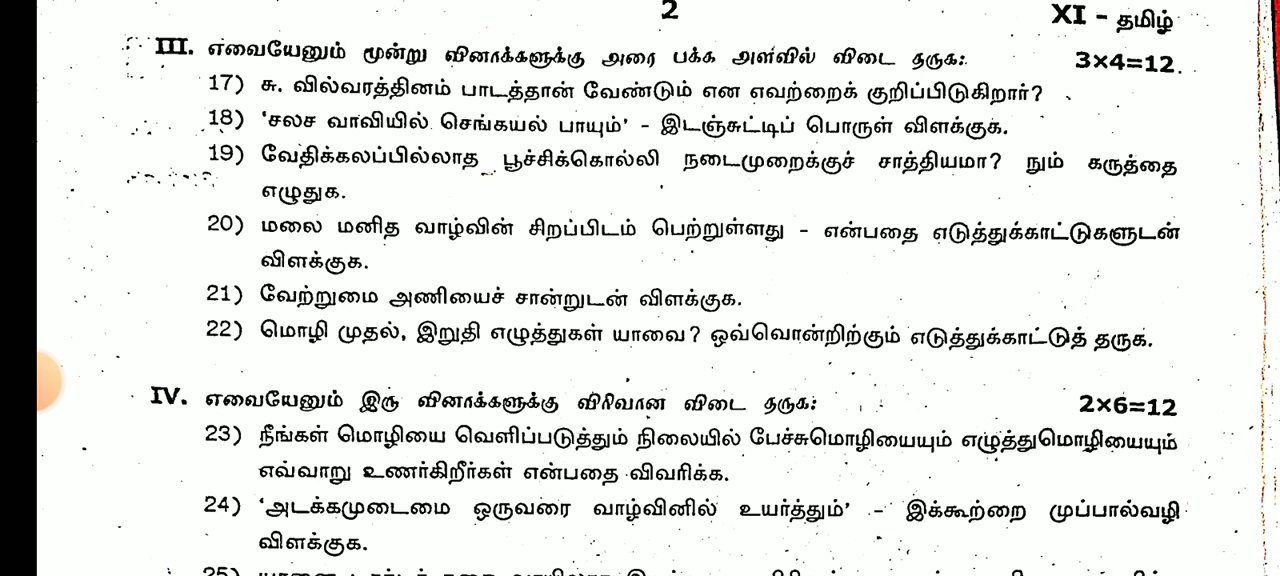 2
XI - தமிழ்
III. எவையேனும் மூன்று வினாக்களுக்கு அரை பக்க அளவில் விடை தருக: 3×4=12
17) சு. வில்வரத்தினம் பாடத்தான் வேண்டும் என எவற்றைக் குறிப்பிடுகிறார்?
18) 'சலச வாவியில் செங்கயல் பாயும்' - இடஞ்சுட்டிப் பொருள் விளக்குக.
19) வேதிக்கலப்பில்லாத பூச்சிக்கொல்லி நடைமுறைக்குச் சாத்தியமா? நும் கருத்தை
எழுதுக.
20) மலை மனித வாழ்வின் சிறப்பிடம் பெற்றுள்ளது - என்பதை எடுத்துக்காட்டுகளுடன்
விளக்குக.
21) வேற்றுமை அணியைச் சான்றுடன் விளக்குக.
22) மொழி முதல், இறுதி எழுத்துகள் யாவை? ஒவ்வொன்றிற்கும் எடுத்துக்காட்டுத் தருக.
IV. எவையேனும் இரு வினாக்களுக்கு விரிவான விடை தருக: 2×6=12
23) நீங்கள் மொழியை வெளிப்படுத்தும் நிலையில் பேச்சுமொழியையும் எழுத்துமொழியையும்
எவ்வாறு உணர்கிறீர்கள் என்பதை விவரிக்க.
24) 'அடக்கமுடைமை ஒருவரை வாழ்வினில் உயர்த்தும்' - இக்கூற்றை முப்பால்வழி
விளக்குக.
25)